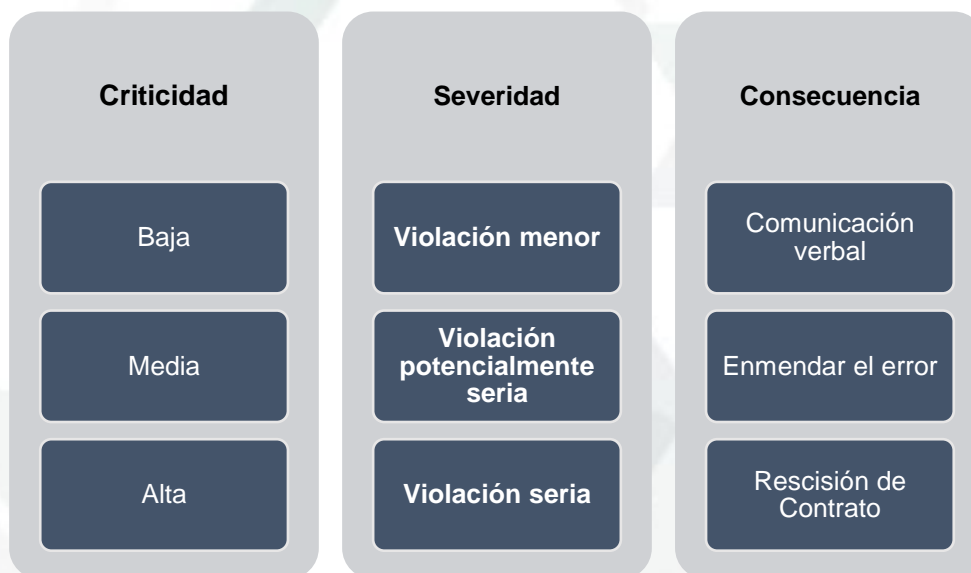 Criticidad
Baja
Media
Alta
Severidad
Violación menor
Violación
potencialmente
seria
Violación seria
Consecuencia
Comunicación
verbal
Enmendar el error
Rescisión de
Contrato